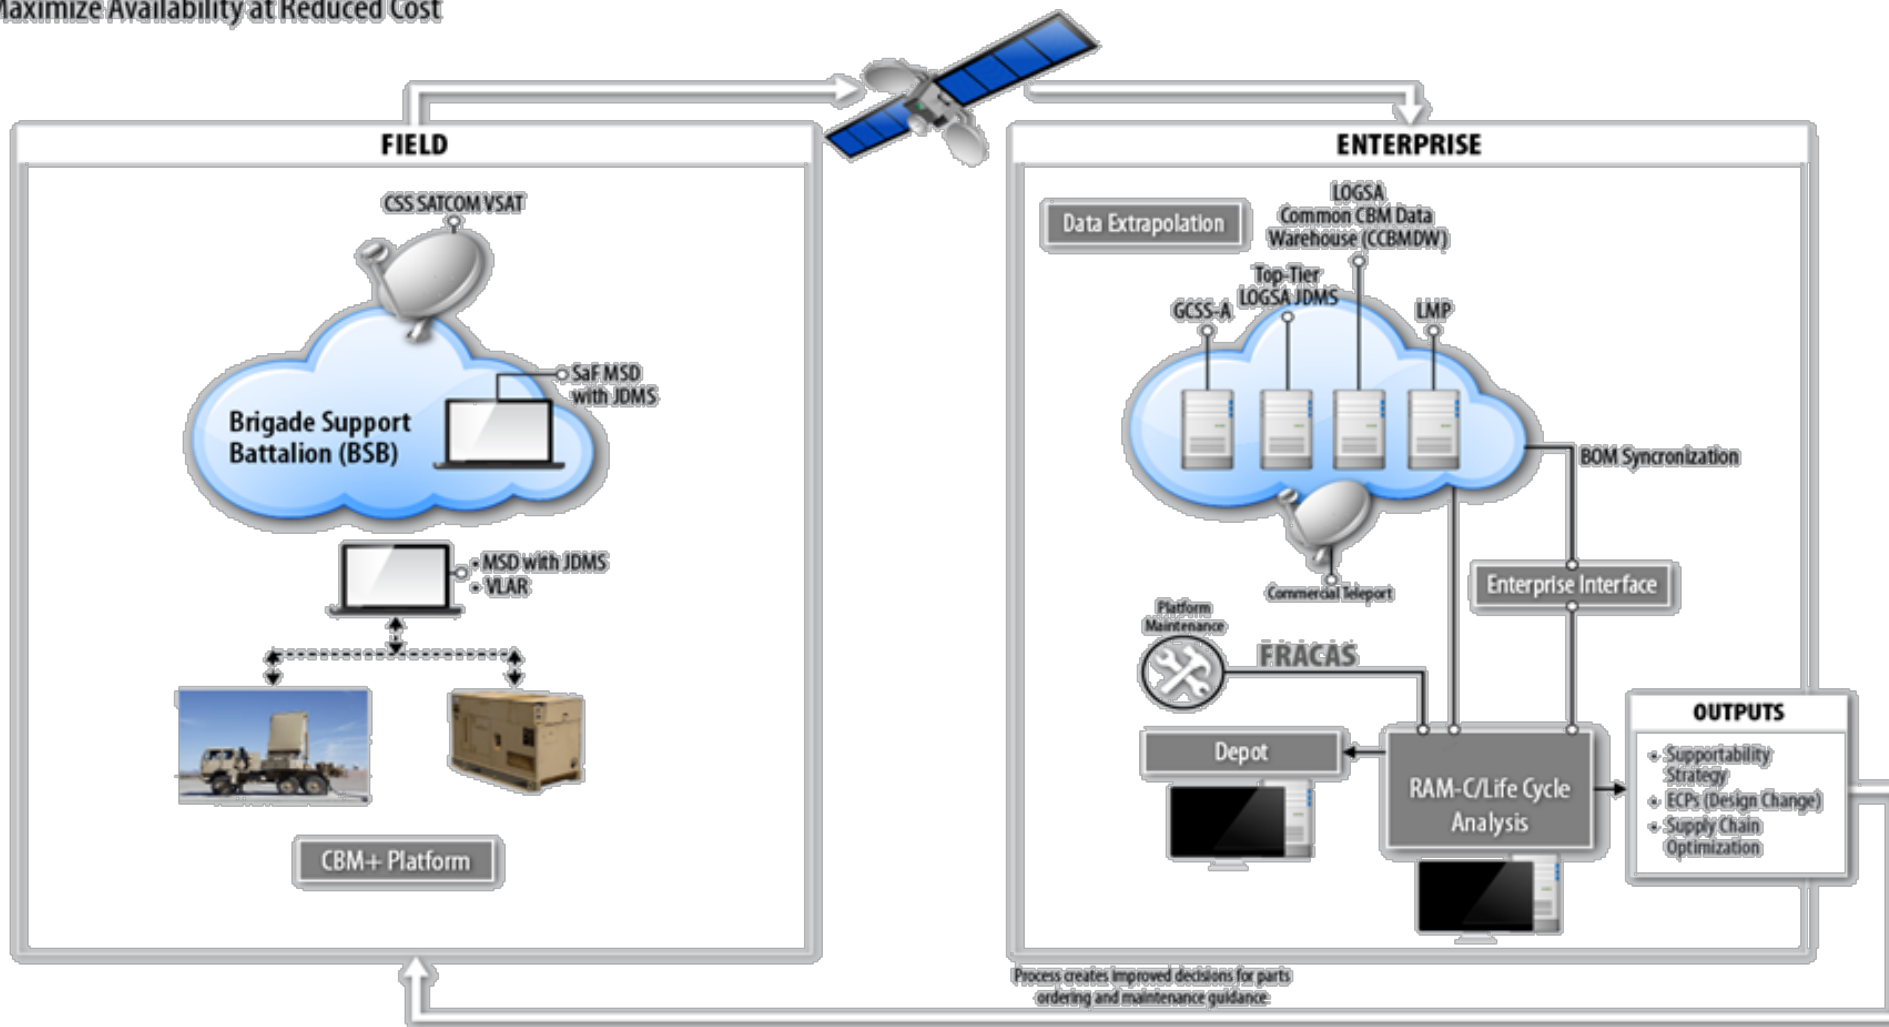 Maximize Availability at Reduced Cost
FIELD
CSS SATCOM VSAT
SaF MSD
with JDMS
Brigade Support
Battalion (BSB)
• MSD with JDMS
• VLAR
CBM+ Platform
ENTERPRISE
Data Extrapolation
LOGSA
Common CBM Data
Warehouse (CCBMDW)
Top-Tier
LOGSA JDMS
GCSS-A
LMP
BOM Syncronization
Commercial Teleport
Enterprise Interface
Platform
Maintenance
FRACAS
Depot
RAM-C/Life Cycle
Analysis
OUTPUTS
• Supportability
Strategy
• ECPs (Design Change)
• Supply Chain
Optimization
Process creates improved decisions for parts
ordering and maintenance guidance